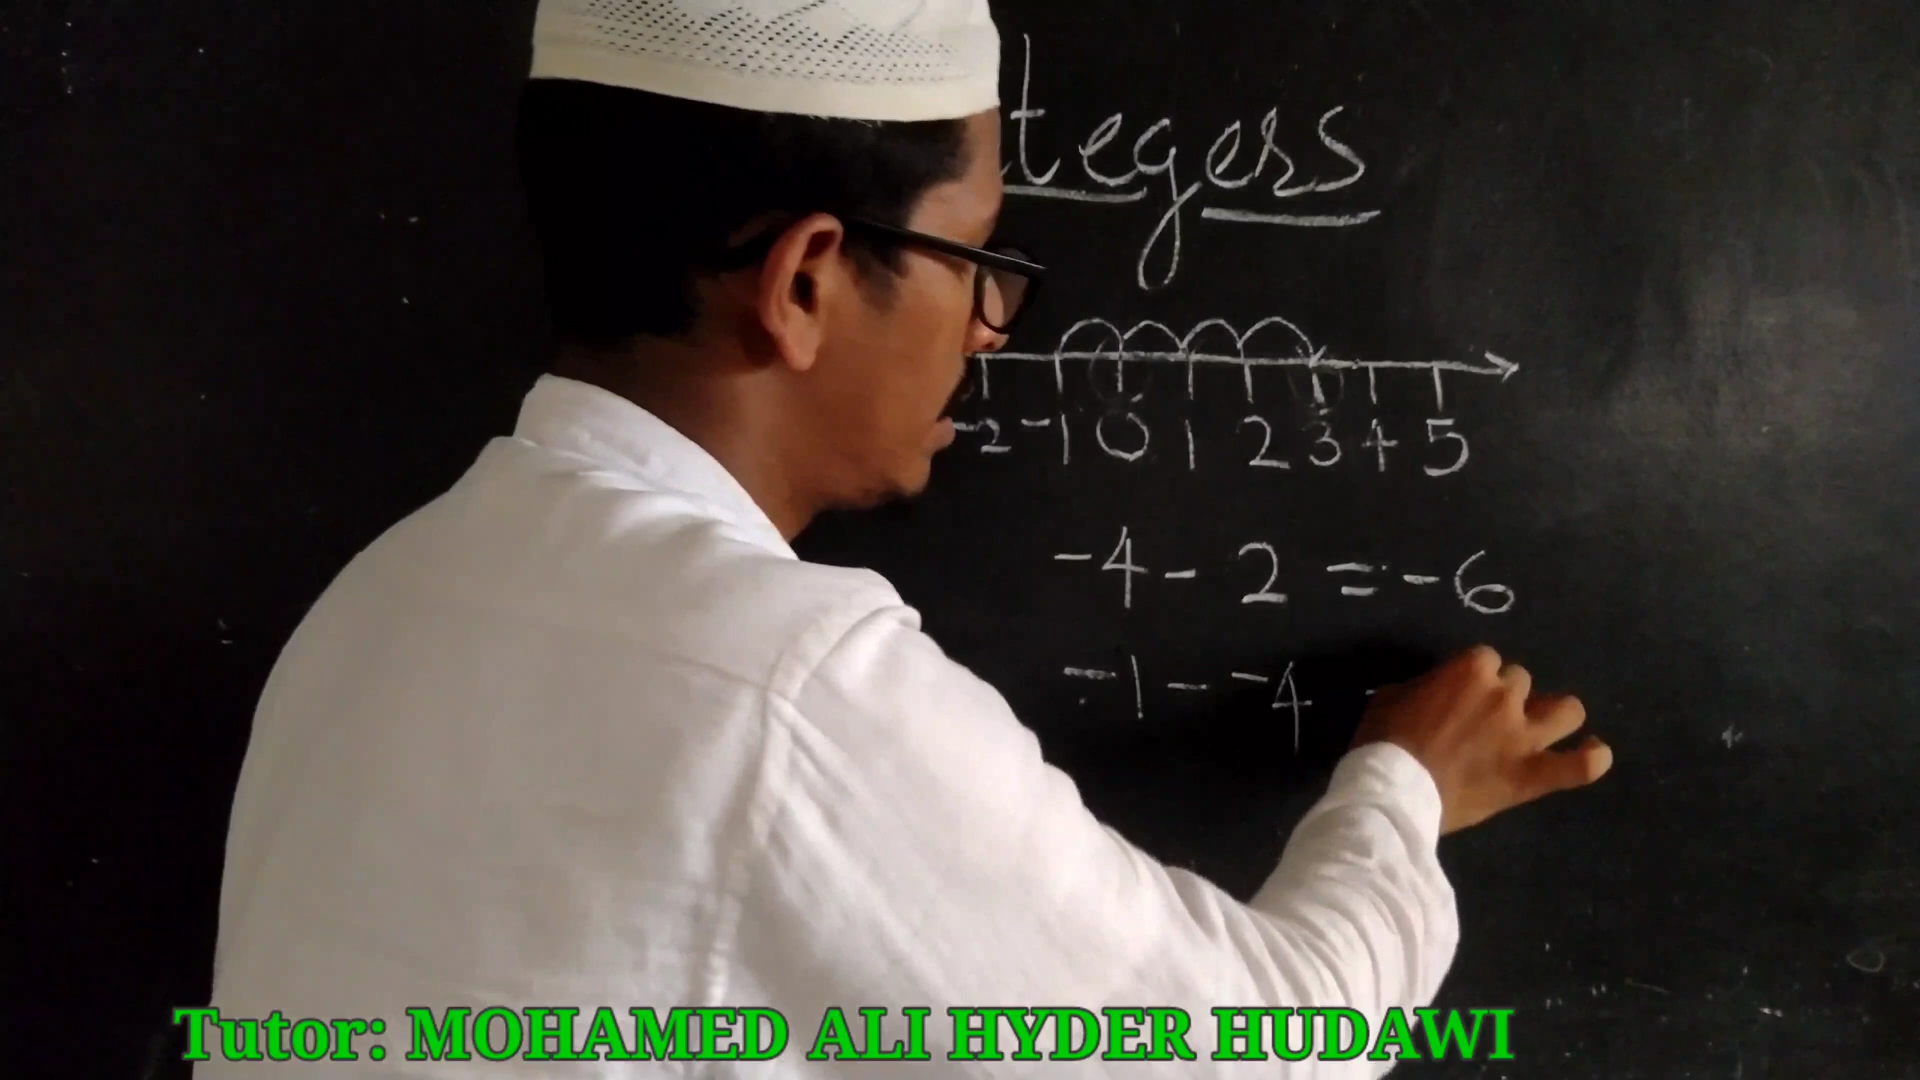 tegers
-2 -1 0 1 2 3 4 5
-4 - 2 = -6
-1 - -4
Tutor: MOHAMED ALI HYDER HUDAWI